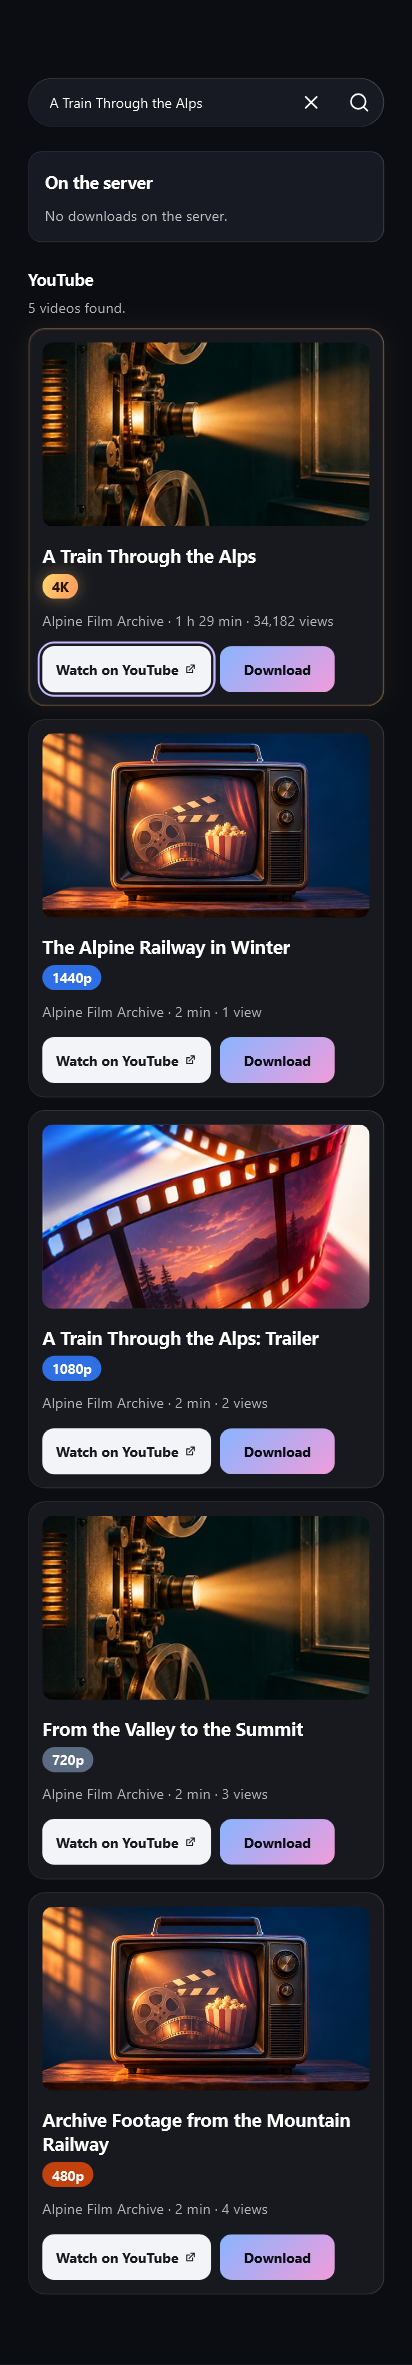 A Train Through the Alps
On the server
No downloads on the server.
YouTube
5 videos found.
A Train Through the Alps
4K
Alpine Film Archive · 1 h 29 min · 34,182 views
Watch on YouTube
Download
The Alpine Railway in Winter
1440p
Alpine Film Archive · 2 min · 1 view
Watch on YouTube
Download
A Train Through the Alps: Trailer
1080p
Alpine Film Archive · 2 min · 2 views
Watch on YouTube
Download
From the Valley to the Summit
720p
Alpine Film Archive · 2 min · 3 views
Watch on YouTube
Download
Archive Footage from the Mountain
Railway
480p
Alpine Film Archive · 2 min · 4 views
Watch on YouTube
Download